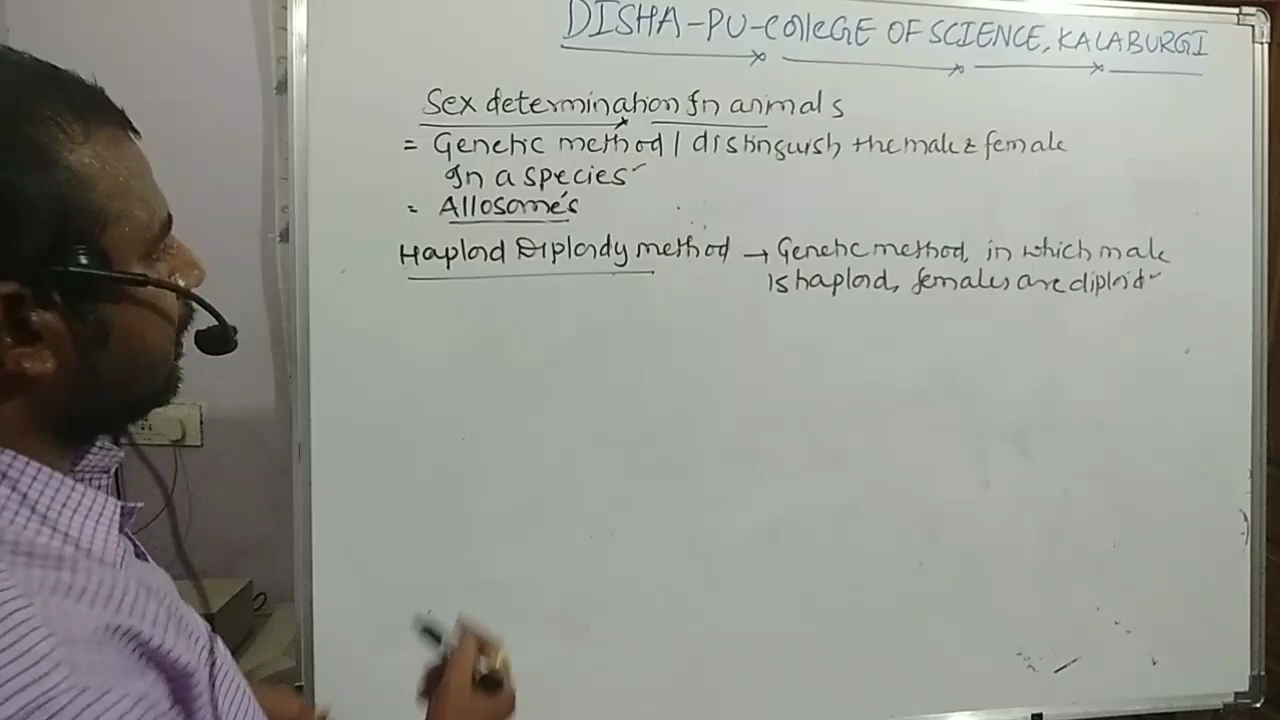 DISHA-PU-COllEGE OF SCIENCE, KALABURGI
Sex determination In animals
= Genetic method / distinguish the male & female
In a species
= Allosome's
Haploid Diploidy method → Genetic method, in which male
is haploid, females are diploid